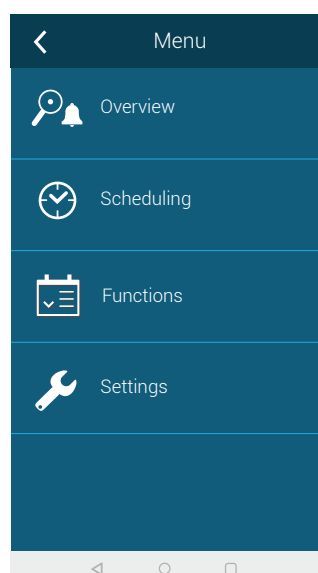 Menu
Overview
Scheduling
Functions
Settings